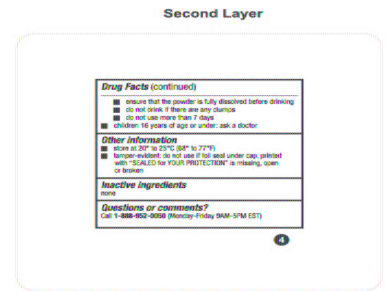 Second Layer
Drug Facts (continued)
ensure that the powder is fully dissolved before drinking
do not drink if there are any clumps
do not use more than 7 days
children 16 years of age or under: ask a doctor
Other information
store at 20° to 25°C (68° to 77°F)
tamper-evident: do not use if foil seal under cap, printed
with "SEALED for YOUR PROTECTION" is missing, open
or broken
Inactive ingredients
none
Questions or comments?
Call 1-888-952-0050 (Monday-Friday 9AM-5PM EST)
4